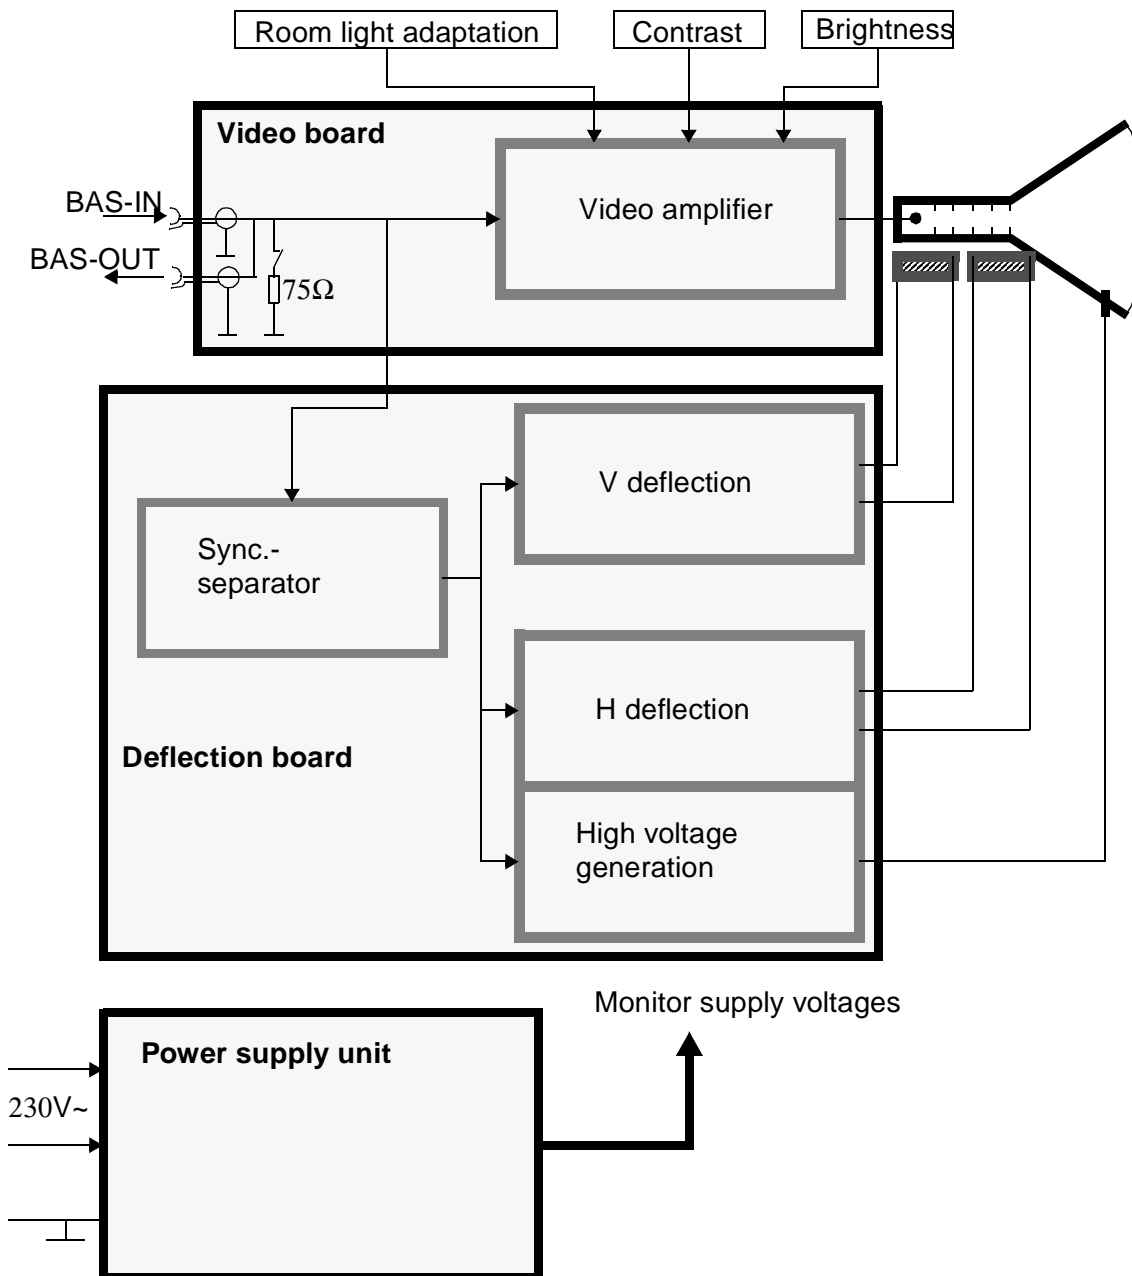 Room light adaptation
Contrast
Brightness
Video board
BAS-IN
Video amplifier
BAS-OUT
75Ω
V deflection
Sync.-
separator
H deflection
Deflection board
High voltage
generation
Monitor supply voltages
Power supply unit
230V~